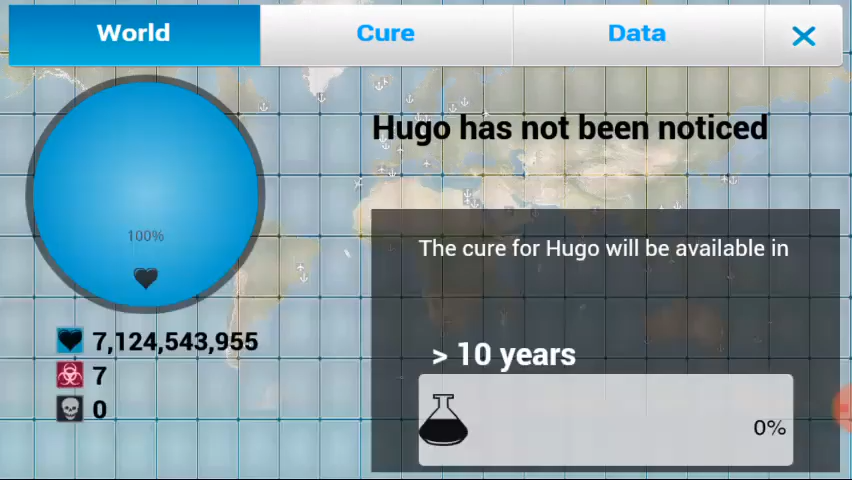 World
Cure
Data
Hugo has not been noticed
100%
The cure for Hugo will be available in
7,124,543,955
> 10 years
7
0
0%